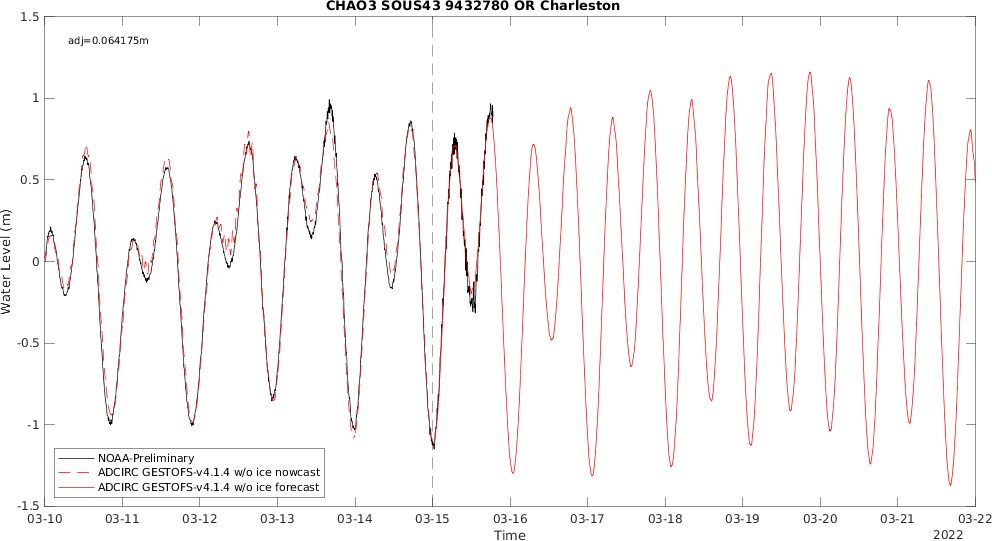 CHAO3 SOUS43 9432780 OR Charleston
adj=0.064175m
Water Level (m)
1.5
1
0.5
0
-0.5
-1
-1.5
NOAA-Preliminary
ADCIRC GESTOFS-v4.1.4 w/o ice nowcast
ADCIRC GESTOFS-v4.1.4 w/o ice forecast
03-10 03-11 03-12 03-13 03-14 03-15 03-16 03-17 03-18 03-19 03-20 03-21 03-22
Time
2022